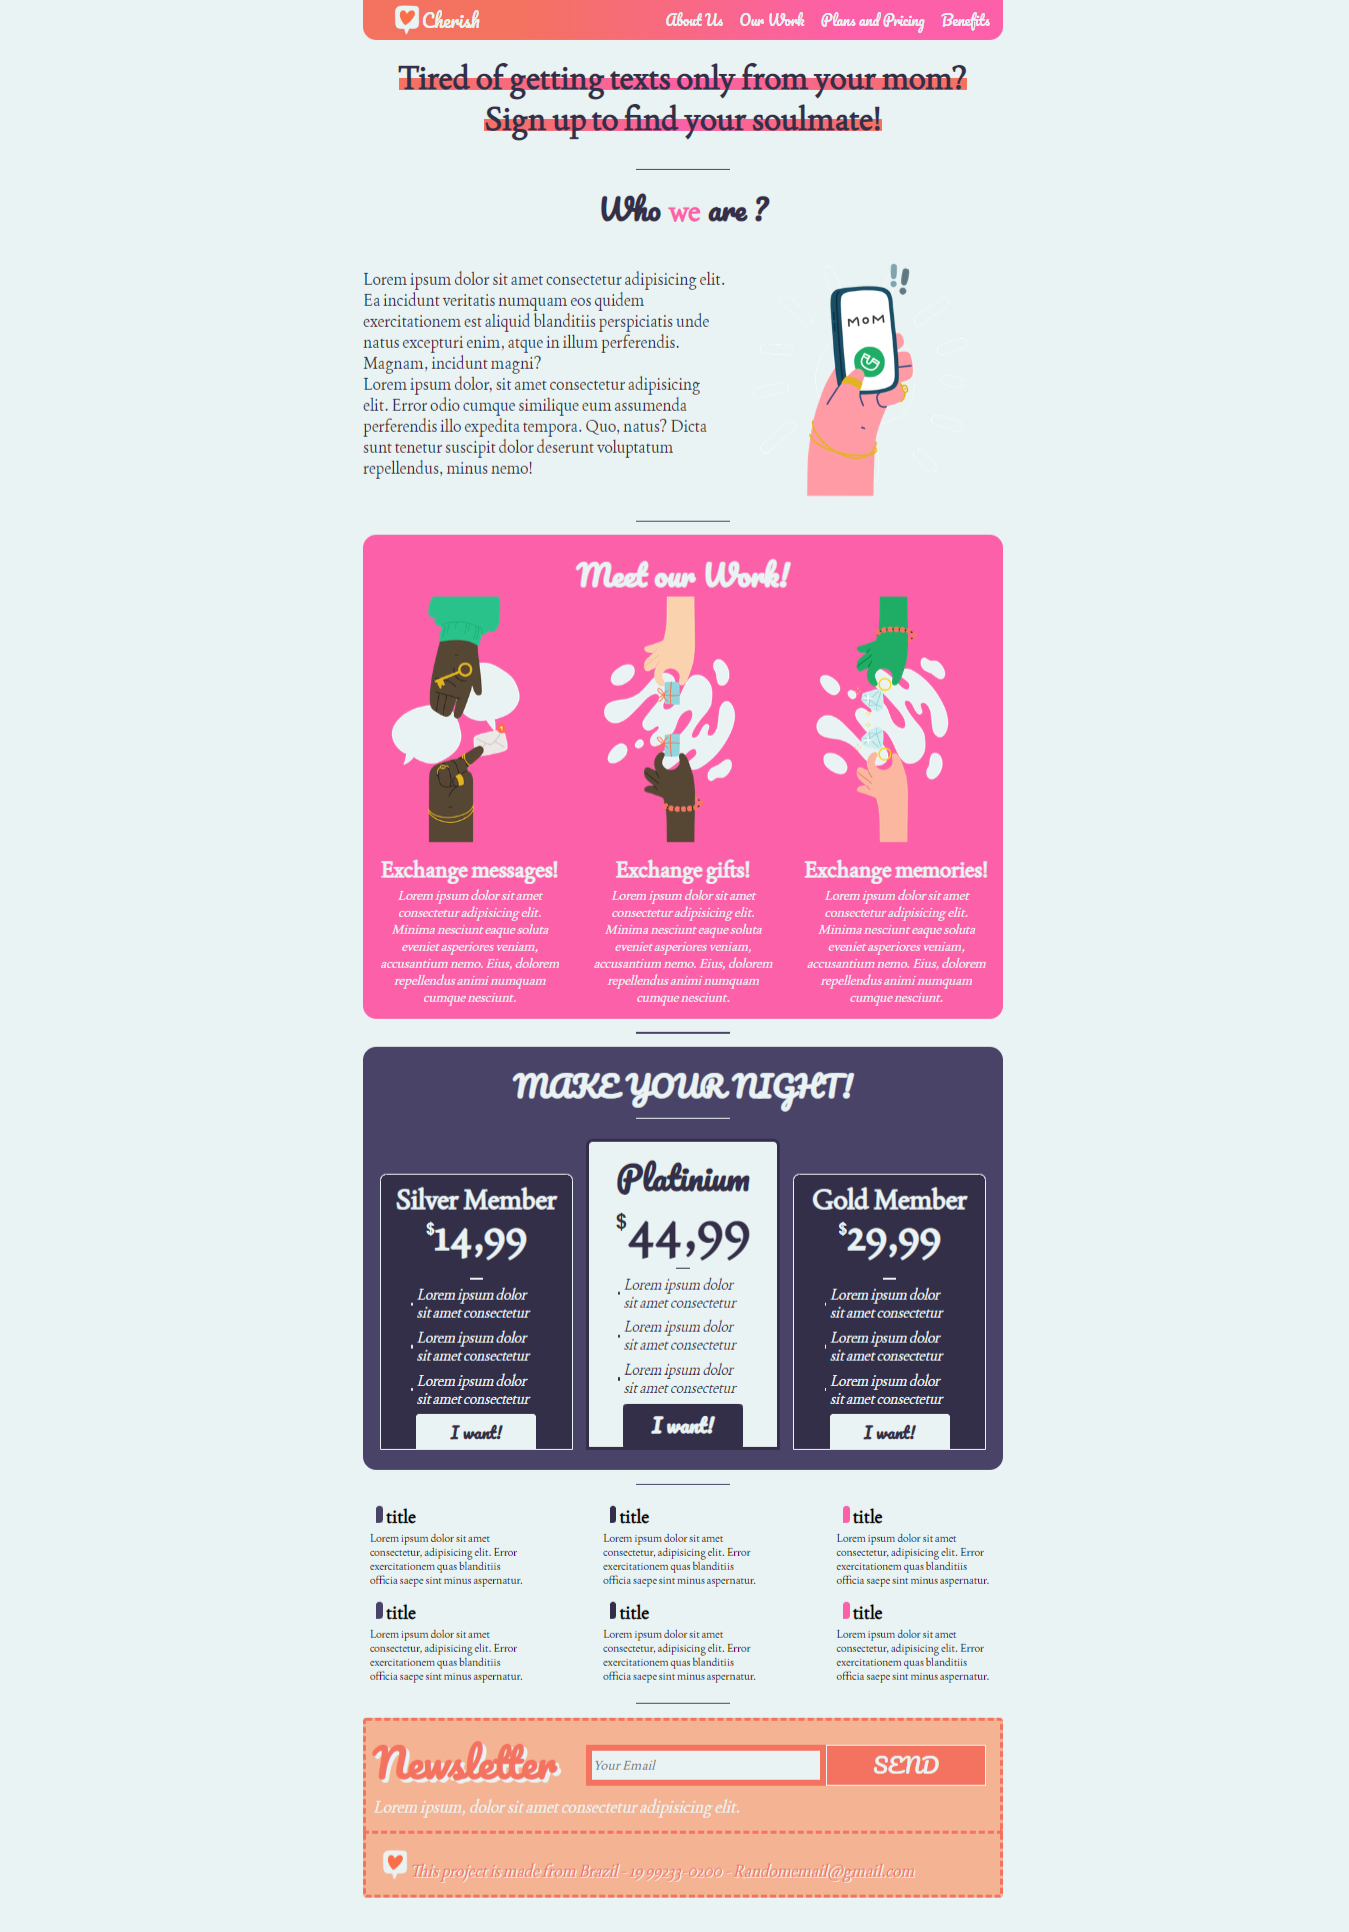 Cherish
About Us Our Work Plans and Pricing Benefits
Tired of getting texts only from your mom?
Sign up to find your soulmate!
Who we are ?
Lorem ipsum dolor sit amet consectetur adipisicing elit.
Ea incidunt veritatis numquam eos quidem
exercitationem est aliquid blanditiis perspiciatis unde
natus excepturi enim, atque in illum perferendis.
Magnam, incidunt magni?
Lorem ipsum dolor, sit amet consectetur adipisicing
elit. Error odio cumque similique eum assumenda
perferendis illo expedita tempora. Quo, natus? Dicta
sunt tenetur suscipit dolor deserunt voluptatum
repellendus, minus nemo!
!!
MOM
Meet our Work!
Exchange messages!
Lorem ipsum dolor sit amet
consectetur adipisicing elit.
Minima nesciunt eaque soluta
eveniet asperiores veniam,
accusantium nemo. Eius, dolorem
repellendus animi numquam
cumque nesciunt.
Exchange gifts!
Lorem ipsum dolor sit amet
consectetur adipisicing elit.
Minima nesciunt eaque soluta
eveniet asperiores veniam,
accusantium nemo. Eius, dolorem
repellendus animi numquam
cumque nesciunt.
Exchange memories!
Lorem ipsum dolor sit amet
consectetur adipisicing elit.
Minima nesciunt eaque soluta
eveniet asperiores veniam,
accusantium nemo. Eius, dolorem
repellendus animi numquam
cumque nesciunt.
MAKE YOUR NIGHT!
Silver Member
$14,99
Lorem ipsum dolor
sit amet consectetur
Lorem ipsum dolor
sit amet consectetur
Lorem ipsum dolor
sit amet consectetur
I want!
Platinium
$44,99
Lorem ipsum dolor
sit amet consectetur
Lorem ipsum dolor
sit amet consectetur
Lorem ipsum dolor
sit amet consectetur
I want!
Gold Member
$29,99
Lorem ipsum dolor
sit amet consectetur
Lorem ipsum dolor
sit amet consectetur
Lorem ipsum dolor
sit amet consectetur
I want!
title
Lorem ipsum dolor sit amet
consectetur, adipisicing elit. Error
exercitationem quas blanditiis
officia saepe sint minus aspernatur.
title
Lorem ipsum dolor sit amet
consectetur, adipisicing elit. Error
exercitationem quas blanditiis
officia saepe sint minus aspernatur.
title
Lorem ipsum dolor sit amet
consectetur, adipisicing elit. Error
exercitationem quas blanditiis
officia saepe sint minus aspernatur.
title
Lorem ipsum dolor sit amet
consectetur, adipisicing elit. Error
exercitationem quas blanditiis
officia saepe sint minus aspernatur.
title
Lorem ipsum dolor sit amet
consectetur, adipisicing elit. Error
exercitationem quas blanditiis
officia saepe sint minus aspernatur.
title
Lorem ipsum dolor sit amet
consectetur, adipisicing elit. Error
exercitationem quas blanditiis
officia saepe sint minus aspernatur.
Newsletter
Your Email
SEND
Lorem ipsum, dolor sit amet consectetur adipisicing elit.
This project is made from Brazil - 19 99233-0200 - Randomemail@gmail.com